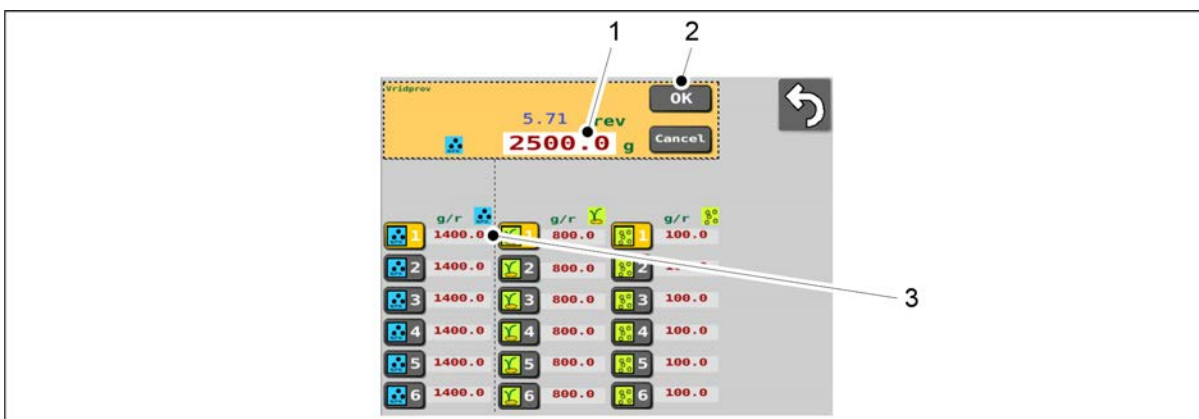 1 2
Vridprov
OK
5.71 rev
2500.0 g Cancel
g/r g/r g/r
1 1400.0 1 800.0 1 100.0
2 1400.0 2 800.0 2
3 1400.0 3 800.0 3 100.0
3
4 1400.0 4 800.0 4 100.0
5 1400.0 5 800.0 5 100.0
6 1400.0 6 800.0 6 100.0